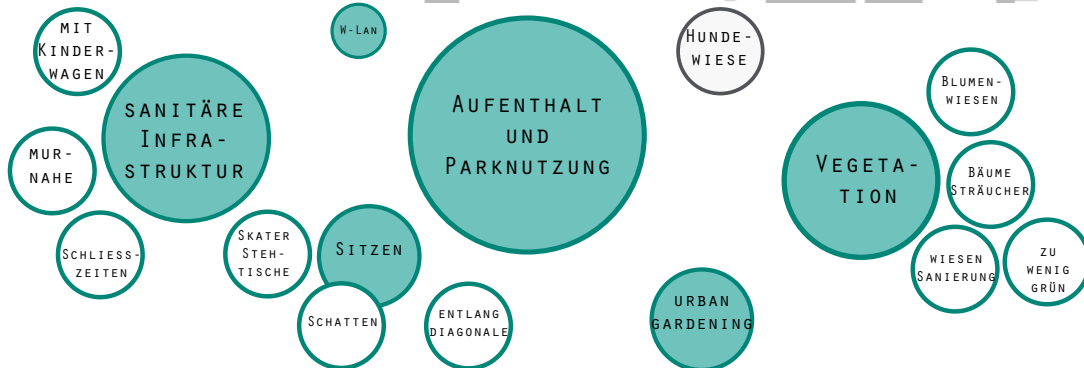 MIT
KINDER-
WAGEN
W-LAN
HUNDE-
WIESE
SANITÄRE
INFRA-
STRUKTUR
AUFENTHALT
UND
PARKNUTZUNG
BLUMEN-
WIESEN
MUR-
NAHE
VEGETA-
TION
BÄUME
STRÄUCHER
SCHLIESS-
ZEITEN
SKATER
STEH-
TISCHE
SITZEN
WIESEN
SANIERUNG
ZU
WENIG
GRÜN
SCHATTEN
ENTLANG
DIAGONALE
URBAN
GARDENING